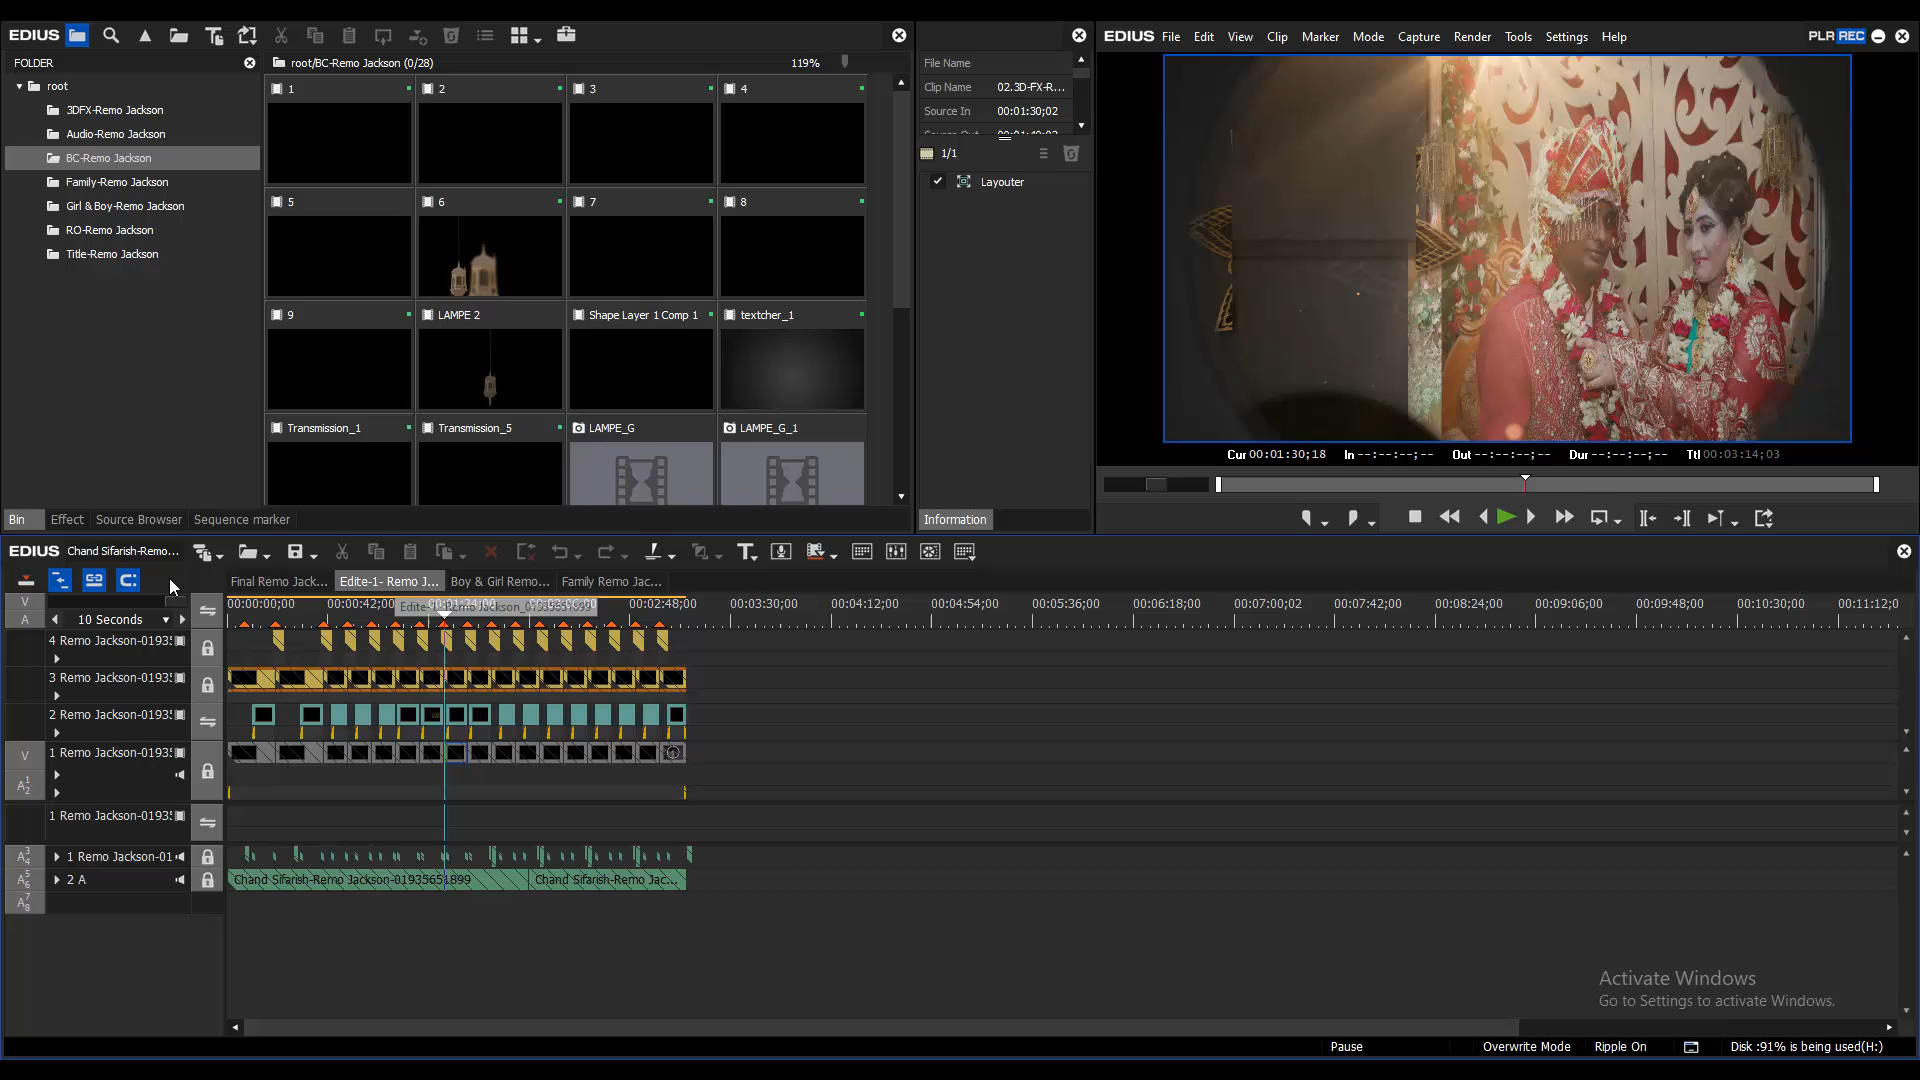 EDIUS
FOLDER
root
3DFX-Remo Jackson
Audio-Remo Jackson
BC-Remo Jackson
Family-Remo Jackson
Girl & Boy-Remo Jackson
RO-Remo Jackson
Title-Remo Jackson
root/BC-Remo Jackson (0/28)
119%
1
2
3
4
5
6
7
8
9
LAMPE 2
Shape Layer 1 Comp 1
textcher_1
Transmission_1
Transmission_5
LAMPE_G
LAMPE_G_1
Bin
Effect
Source Browser
Sequence marker
File Name
Clip Name 02.3D-FX-R...
Source In 00:01:30;02
1/1
Layouter
Information
EDIUS File Edit View Clip Marker Mode Capture Render Tools Settings Help
PLR REC
Cur 00:01:30;18 In --:--:--;-- Out --:--:--;-- Dur --:--:--;-- Ttl 00:03:14;03
EDIUS Chand Sifarish-Remo...
Final Remo Jack...
Edite-1- Remo J...
Boy & Girl Remo...
Family Remo Jac...
V
A
10 Seconds
00:00:00;00 00:00:42;00 00:02:48;00 00:03:30;00 00:04:12;00 00:04:54;00 00:05:36;00 00:06:18;00 00:07:00;02 00:07:42;00 00:08:24;00 00:09:06;00 00:09:48;00 00:10:30;00 00:11:12;0
4 Remo Jackson-0193
3 Remo Jackson-0193
2 Remo Jackson-0193
V
1 Remo Jackson-0193
A 1 2
1 Remo Jackson-0193
A 3 4
1 Remo Jackson-01
A 5 6
2 A
Chand Sifarish-Remo Jackson-01935651899
Chand Sifarish-Remo Jac...
A 7 8
Activate Windows
Go to Settings to activate Windows.
Pause
Overwrite Mode
Ripple On
Disk :91% is being used(H:)